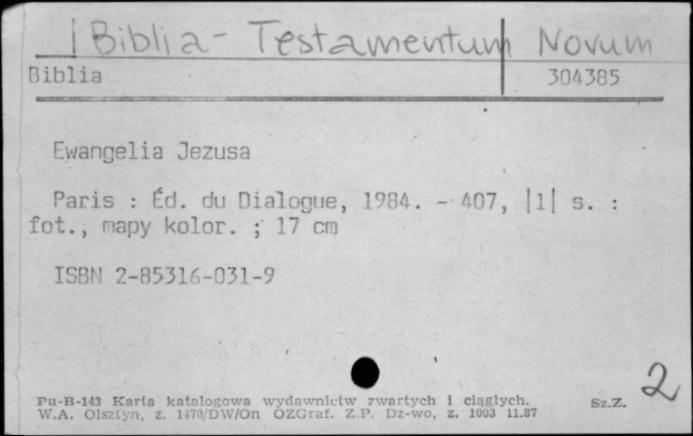 Biblia - Testamentum Novum
Biblia 304385
Ewangelia Jezusa
Paris : Éd. du Dialogue, 1984. - 407, |1| s. :
fot., mapy kolor. ; 17 cm
ISBN 2-85316-031-9
2
Pu-B-143 Karta katalogowa wydawnictw zwartych i ciągłych. Sz.Z.
W.A. Olsztyn, z. 1470/DW/On OZGraf. Z.P. Dz-wo, z. 1003 11.87